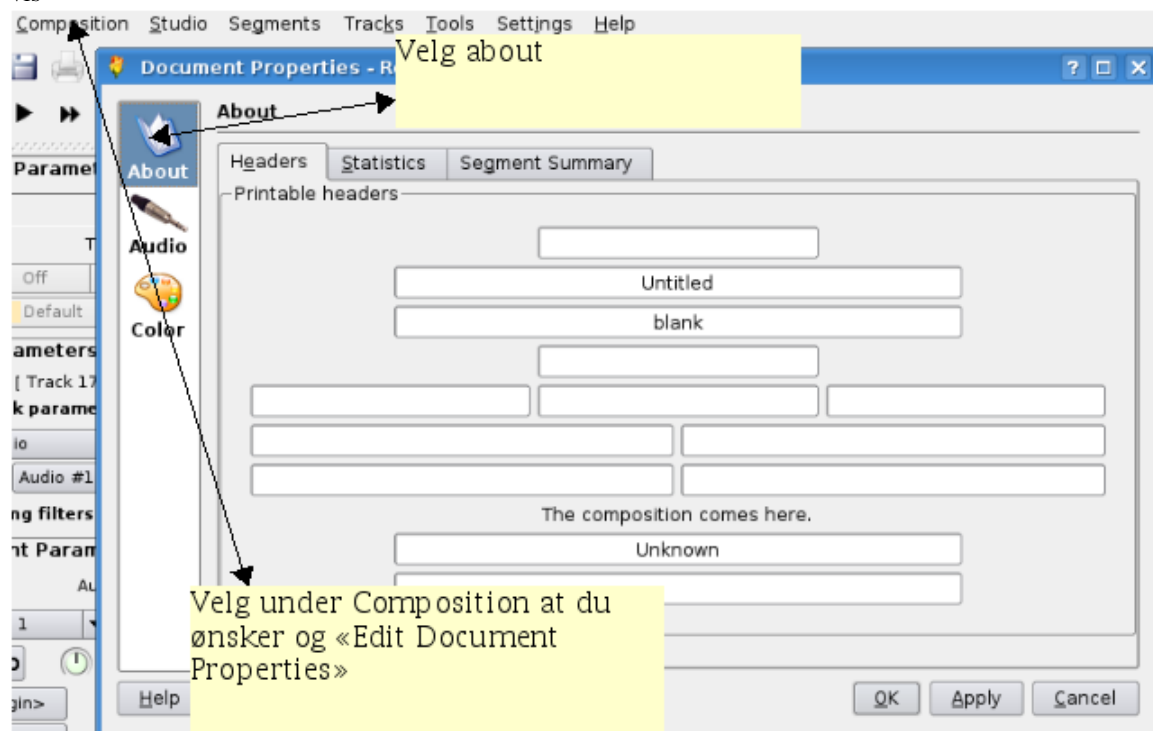 Composition Studio Segments Tracks Tools Settings Help
Velg about
Document Properties - R
About
Paramet
About
Headers Statistics Segment Summary
Printable headers
T
Audio
Off
Untitled
Default
blank
Color
ameters
[ Track 17
k parame
io
Audio #1
ng filters
The composition comes here.
nt Param
Unknown
Au
1
Velg under Composition at du
ønsker og «Edit Document
Properties»
gin>
Help
OK Apply Cancel